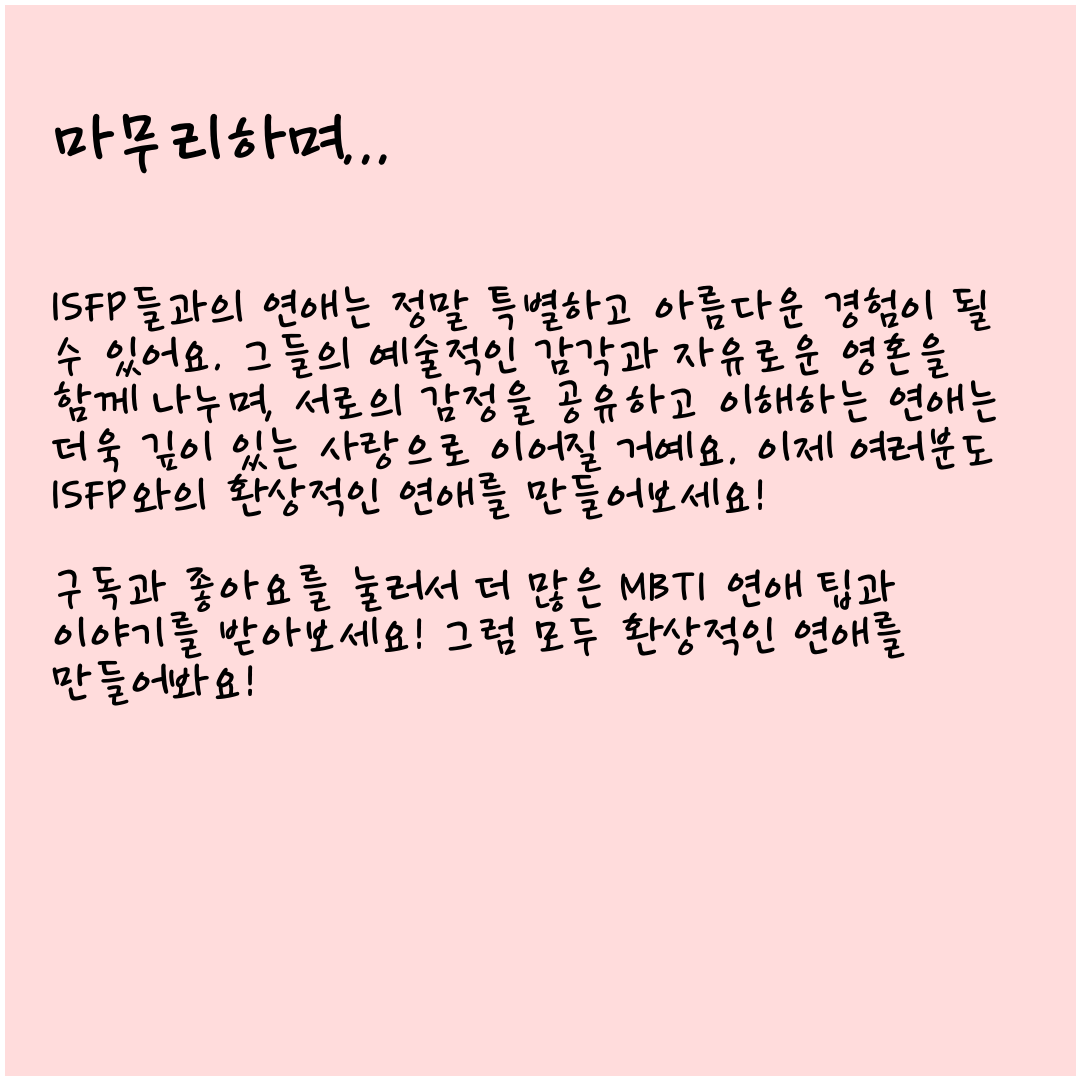 마무리하며...
ISFP들과의 연애는 정말 특별하고 아름다운 경험이 될
수 있어요. 그들의 예술적인 감각과 자유로운 영혼을
함께 나누며, 서로의 감정을 공유하고 이해하는 연애는
더욱 깊이 있는 사랑으로 이어질 거예요. 이제 여러분도
ISFP와의 환상적인 연애를 만들어보세요!
구독과 좋아요를 눌러서 더 많은 MBTI 연애 팁과
이야기를 받아보세요! 그럼 모두 환상적인 연애를
만들어봐요!